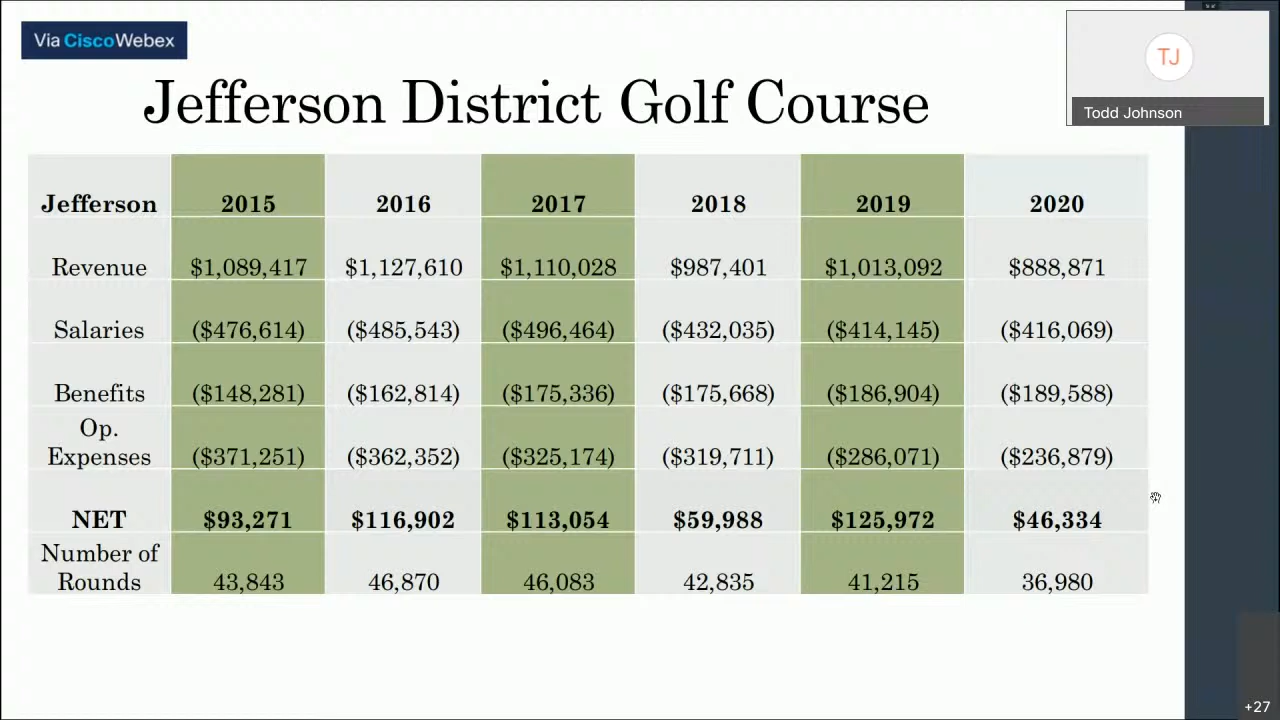 Via Cisco Webex
TJ
Todd Johnson
Jefferson District Golf Course
Jefferson 2015 2016 2017 2018 2019 2020
Revenue $1,089,417 $1,127,610 $1,110,028 $987,401 $1,013,092 $888,871
Salaries ($476,614) ($485,543) ($496,464) ($432,035) ($414,145) ($416,069)
Benefits ($148,281) ($162,814) ($175,336) ($175,668) ($186,904) ($189,588)
Op.
Expenses ($371,251) ($362,352) ($325,174) ($319,711) ($286,071) ($236,879)
NET $93,271 $116,902 $113,054 $59,988 $125,972 $46,334
Number of
Rounds 43,843 46,870 46,083 42,835 41,215 36,980
+27